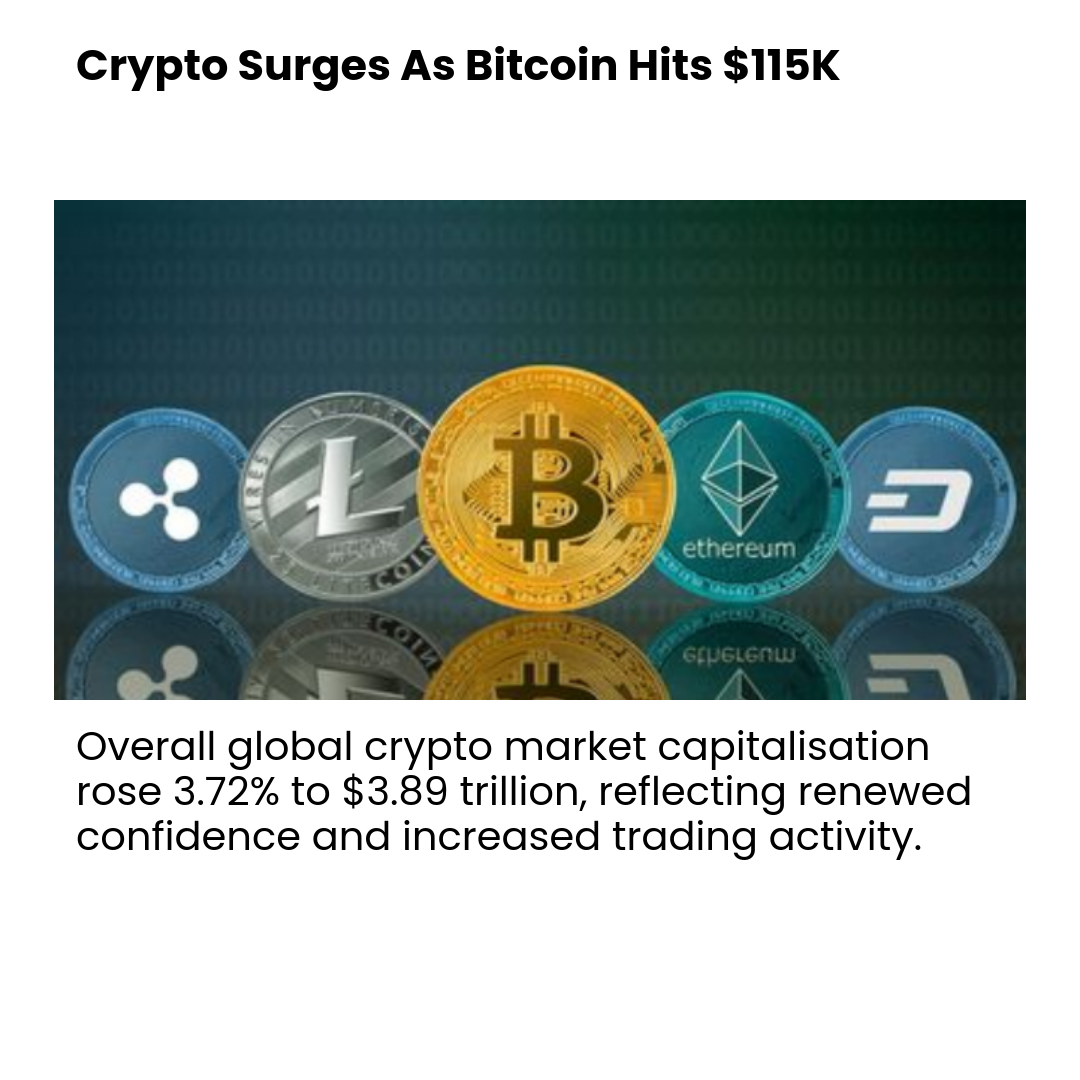 Crypto Surges As Bitcoin Hits $115K
ethereum
Overall global crypto market capitalisation
rose 3.72% to $3.89 trillion, reflecting renewed
confidence and increased trading activity.